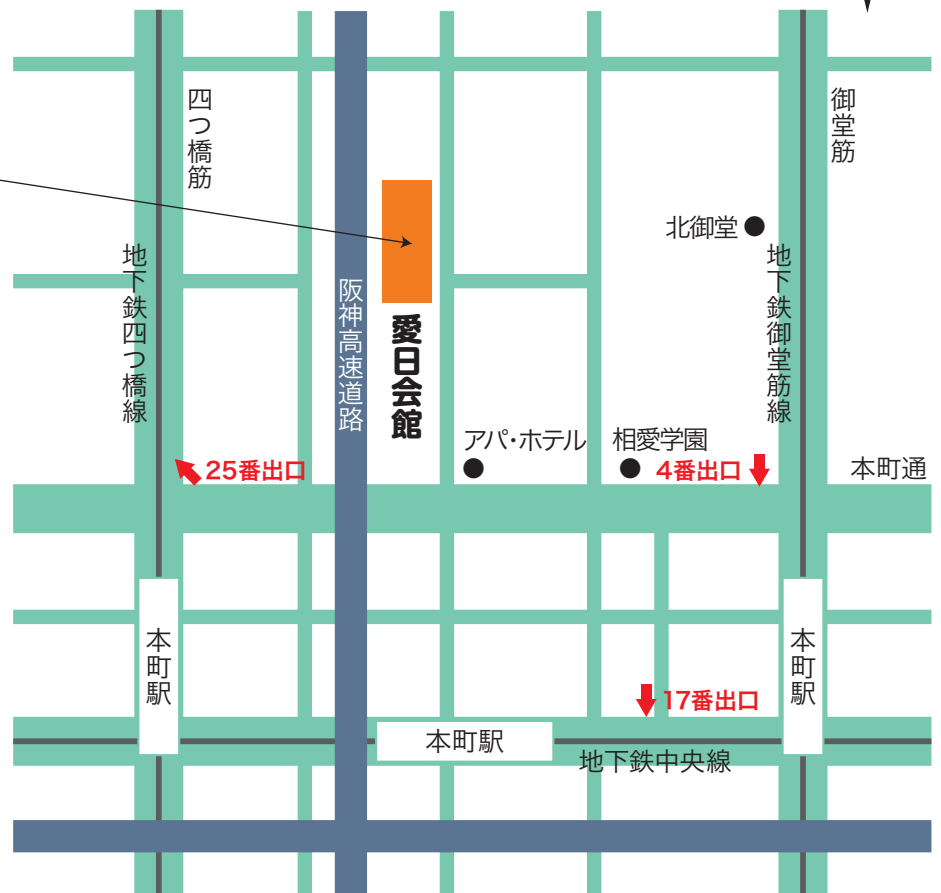 四つ橋筋
御堂筋
北御堂
地下鉄四つ橋線
地下鉄御堂筋線
阪神高速道路
愛日会館
アパ・ホテル
相愛学園
25番出口
4番出口
本町通
本町駅
本町駅
17番出口
本町駅
地下鉄中央線